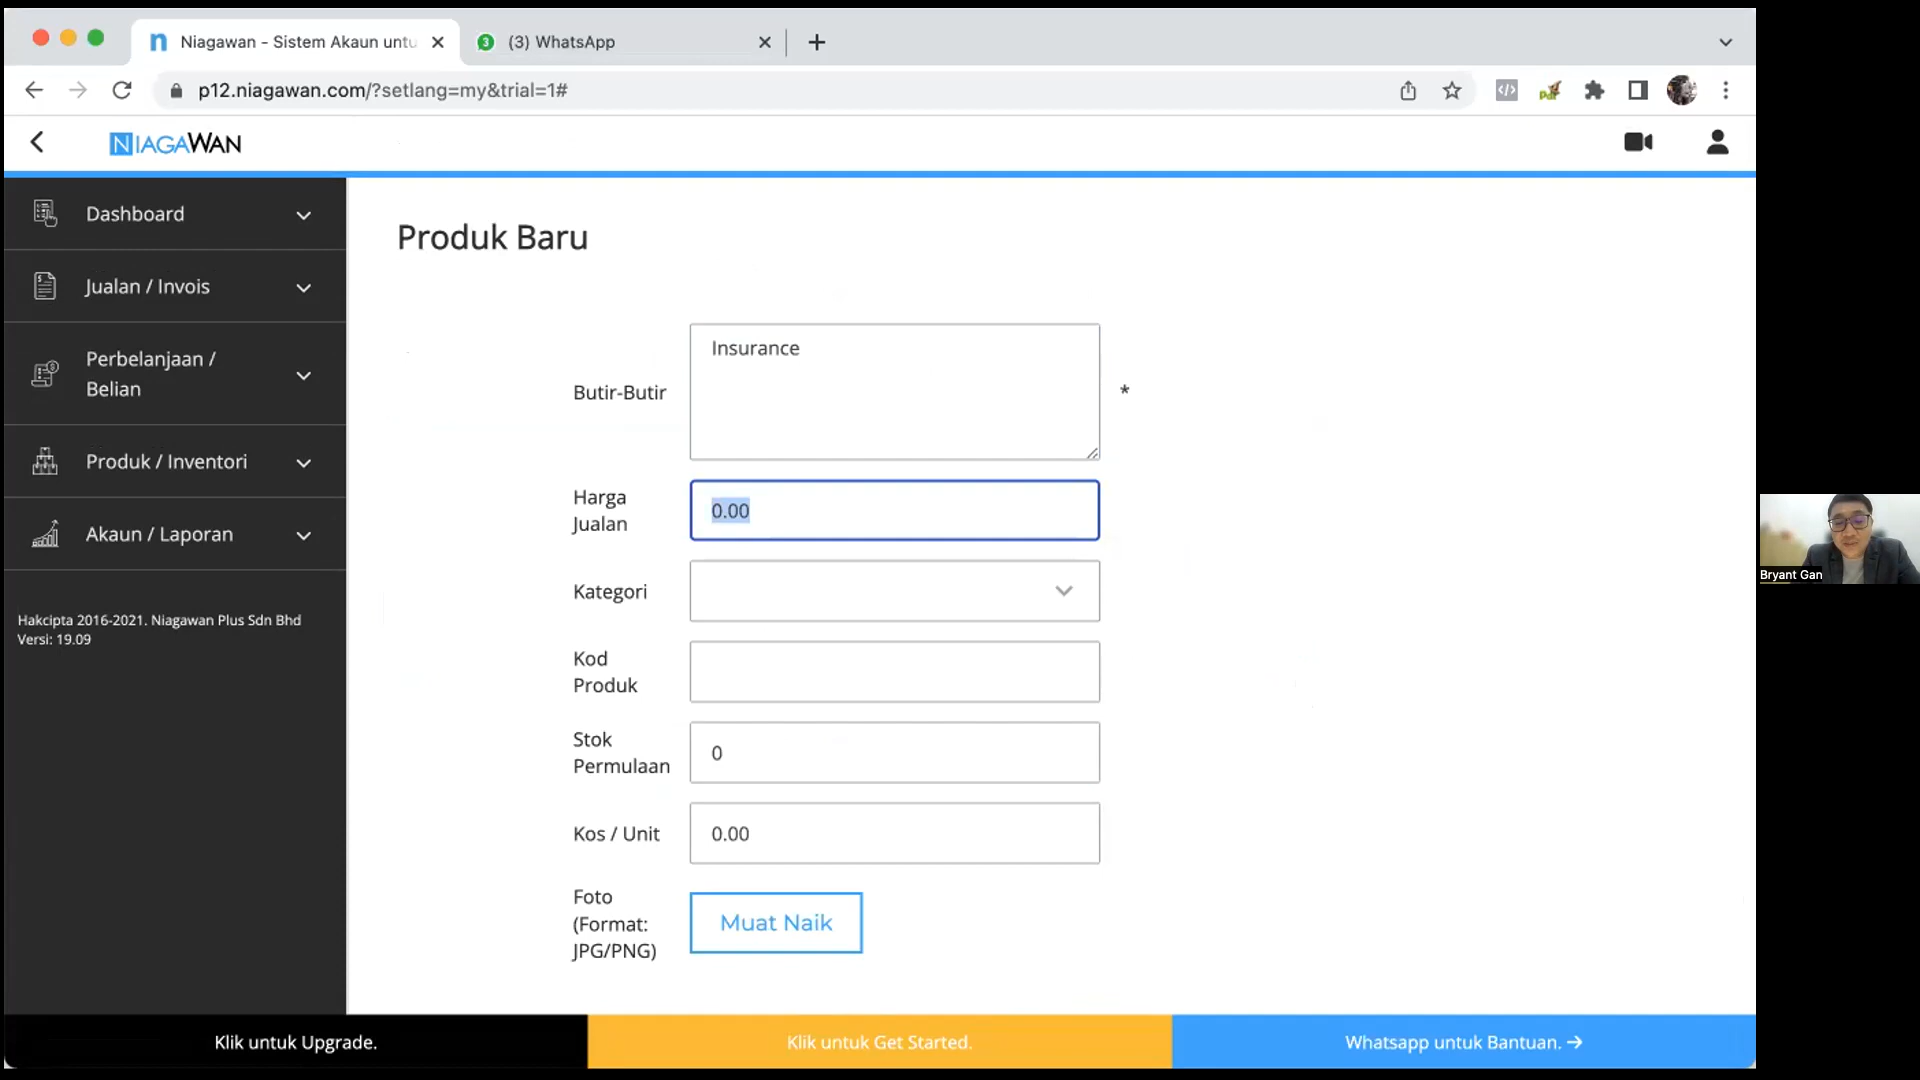 Niagawan - Sistem Akaun untu
3
(3) WhatsApp
p12.niagawan.com/?setlang=my&trial=1#
NIAGAWAN
Dashboard
Jualan / Invois
Perbelanjaan /
Belian
Produk / Inventori
Akaun / Laporan
Hakcipta 2016-2021. Niagawan Plus Sdn Bhd
Versi: 19.09
Produk Baru
Butir-Butir
Insurance
*
Harga
Jualan
0.00
Kategori
Kod
Produk
Stok
Permulaan
0
Kos / Unit
0.00
Foto
(Format:
JPG/PNG)
Muat Naik
Klik untuk Upgrade.
Klik untuk Get Started.
Whatsapp untuk Bantuan. →
Bryant Gan